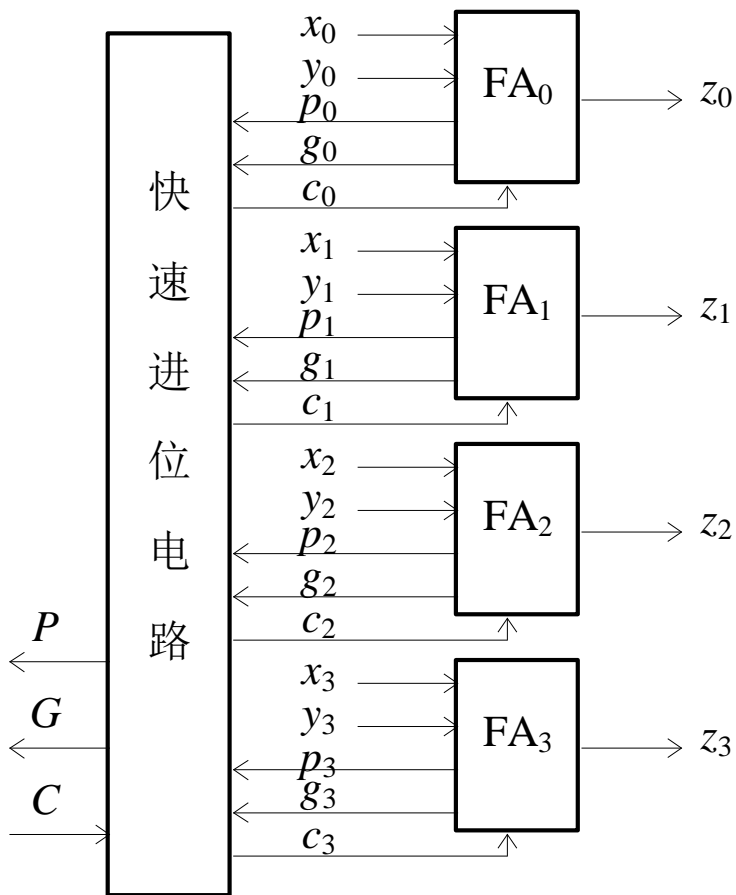 x₀
y₀
p₀
g₀
c₀
FA₀
z₀
x₁
y₁
p₁
g₁
c₁
FA₁
z₁
x₂
y₂
p₂
g₂
c₂
FA₂
z₂
x₃
y₃
p₃
g₃
c₃
FA₃
z₃
快速进位电路
P
G
C